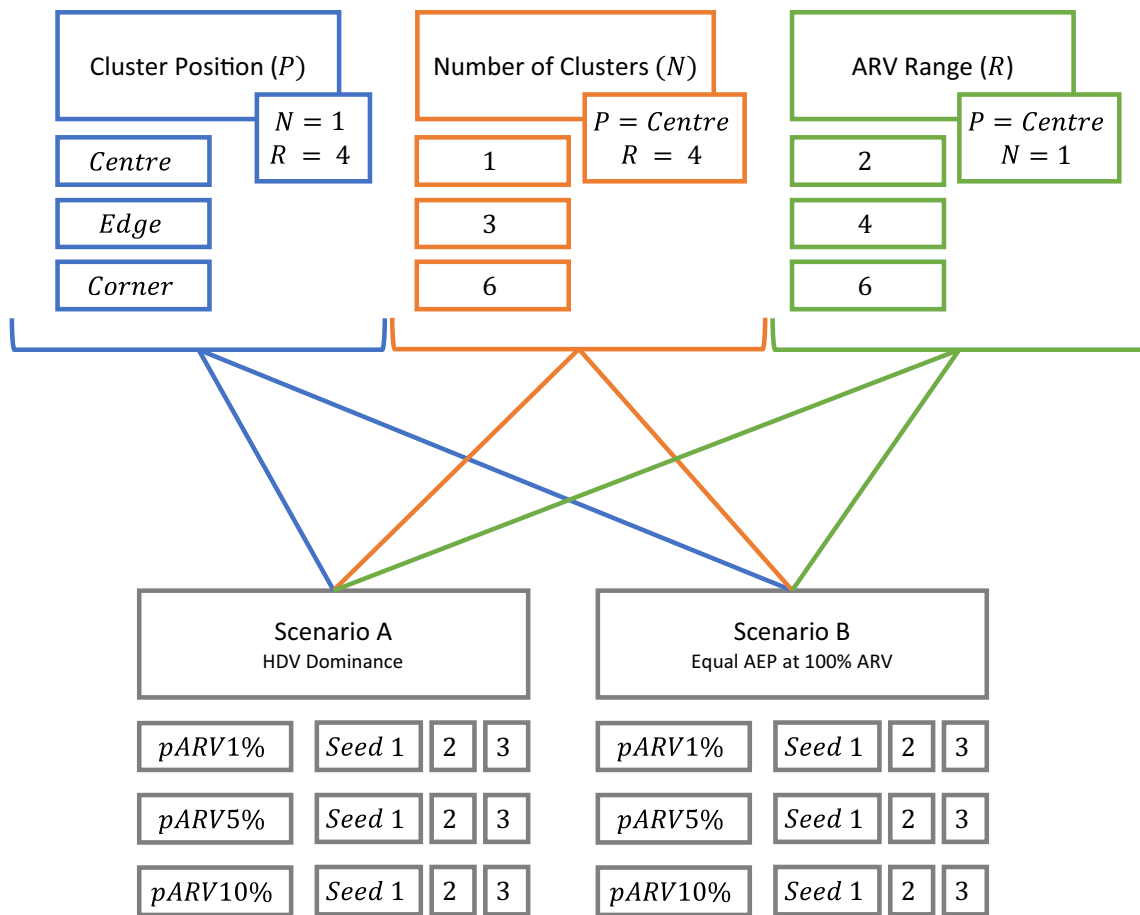 Cluster Position (P)
N = 1
R = 4
Centre
Edge
Corner
Number of Clusters (N)
P = Centre
R = 4
1
3
6
ARV Range (R)
P = Centre
N = 1
2
4
6
Scenario A
HDV Dominance
pARV1% Seed 1 2 3
pARV5% Seed 1 2 3
pARV10% Seed 1 2 3
Scenario B
Equal AEP at 100% ARV
pARV1% Seed 1 2 3
pARV5% Seed 1 2 3
pARV10% Seed 1 2 3